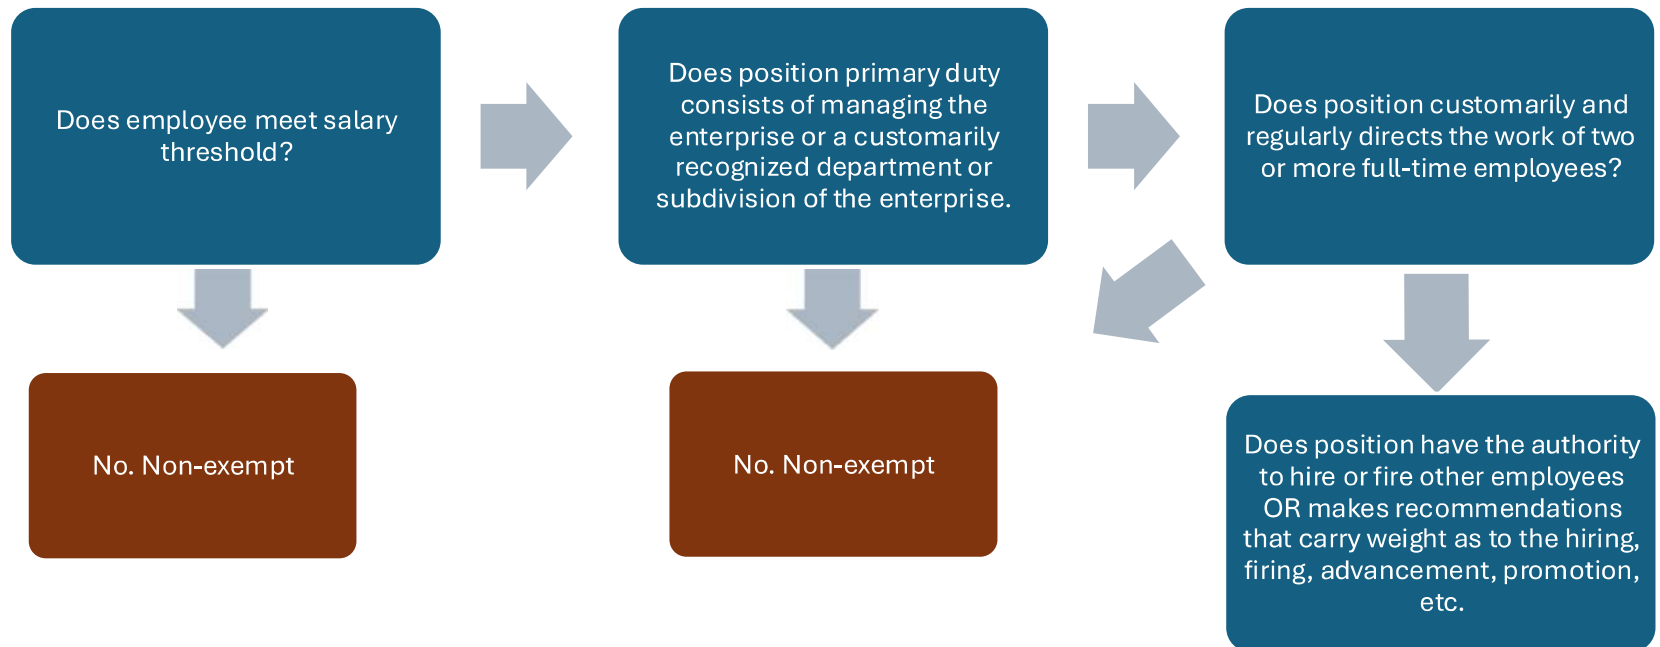 Does employee meet salary
threshold?
Does position primary duty
consists of managing the
enterprise or a customarily
recognized department or
subdivision of the enterprise.
Does position customarily and
regularly directs the work of two
or more full-time employees?
No. Non-exempt
No. Non-exempt
Does position have the authority
to hire or fire other employees
OR makes recommendations
that carry weight as to the hiring,
firing, advancement, promotion,
etc.